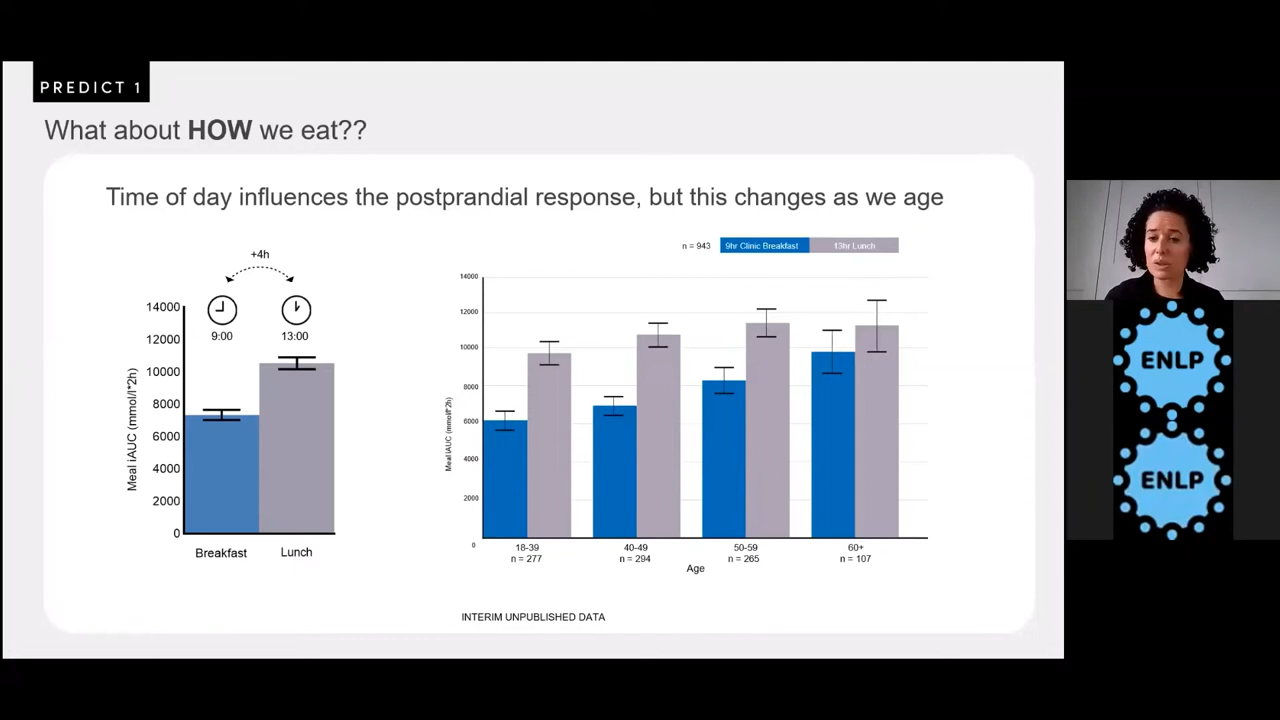 PREDICT 1
What about HOW we eat??
Time of day influences the postprandial response, but this changes as we age
+4h
9:00
13:00
Meal iAUC (mmol/l*2h)
14000
12000
10000
8000
6000
4000
2000
0
Breakfast
Lunch
n = 943
9hr Clinic Breakfast
13hr Lunch
Meal iAUC (mmol/l*2h)
14000
12000
10000
8000
6000
4000
2000
0
18-39
n = 277
40-49
n = 294
50-59
n = 265
60+
n = 107
Age
INTERIM UNPUBLISHED DATA
ENLP
ENLP